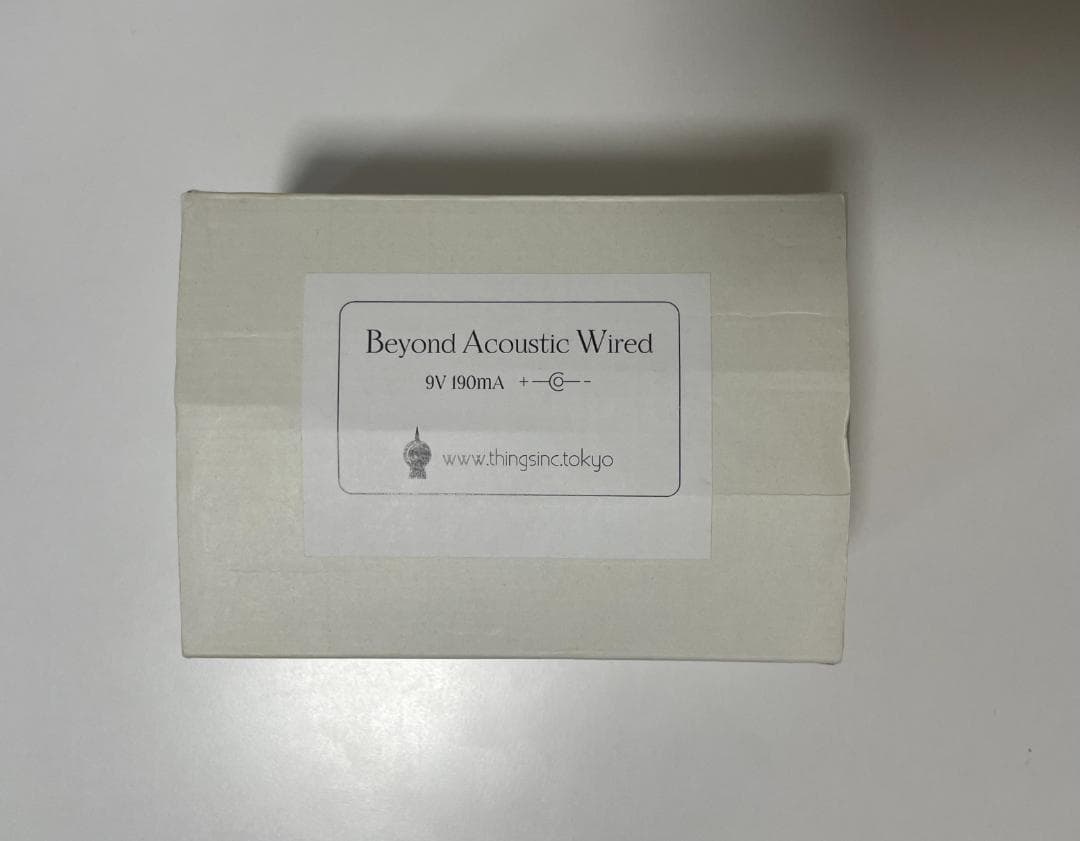 Beyond Acoustic Wired
9V 190mA + -
www.thingsinc.tokyo